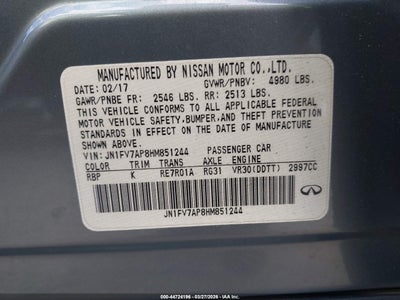 MANUFACTURED BY NISSAN MOTOR CO.,LTD.
DATE: 02/17 GVWR/PNBV: 4980 LBS.
GAWR/PNBE FR: 2546 LBS. RR: 2513 LBS.
THIS VEHICLE CONFORMS TO ALL APPLICABLE FEDERAL
MOTOR VEHICLE SAFETY,BUMPER,AND THEFT PREVENTION
STANDARDS IN EFFECT ON THE DATE OF MANUFACTURE
SHOWN ABOVE.
VIN: JN1FV7AP8HM851244 PASSENGER CAR
COLOR TRIM TRANS AXLE ENGINE
RBP K RE7R01A RG31 VR30(DDTT) 2997CC
JN1FV7AP8HM851244
INFINITI
000-44724196 | 03/27/2026 | IAA